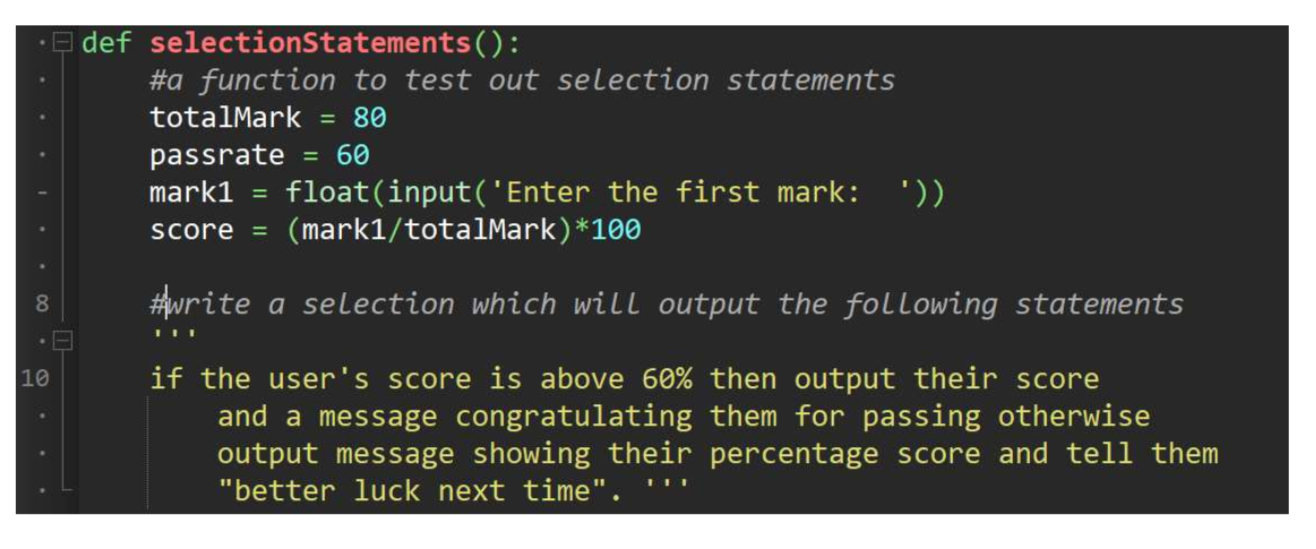 def selectionStatements():
#a function to test out selection statements
totalMark = 80
passrate = 60
mark1 = float(input('Enter the first mark:  '))
score = (mark1/totalMark)*100
8 #write a selection which will output the following statements
'''
10 if the user's score is above 60% then output their score
and a message congratulating them for passing otherwise
output message showing their percentage score and tell them
"better luck next time". '''